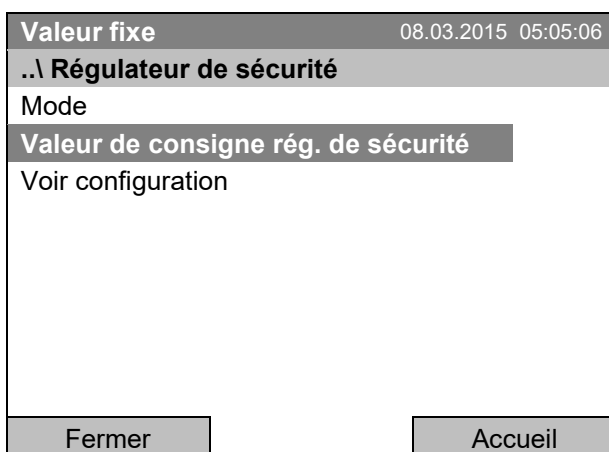 Valeur fixe 08.03.2015 05:05:06
..\ Régulateur de sécurité
Mode
Valeur de consigne rég. de sécurité
Voir configuration
Fermer Accueil